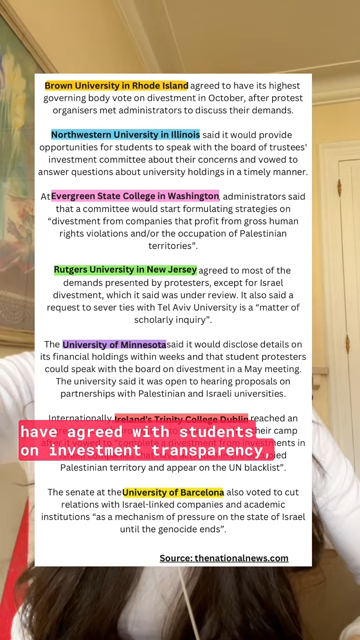 Brown University in Rhode Island agreed to have its highest
governing body vote on divestment in October, after protest
organisers met administrators to discuss their demands.
Northwestern University in Illinois said it would provide
opportunities for students to speak with the board of trustees'
investment committee about their concerns and vowed to
answer questions about university holdings in a timely manner.
At Evergreen State College in Washington, administrators said
that a committee would start formulating strategies on
“divestment from companies that profit from gross human
rights violations and/or the occupation of Palestinian
territories”.
Rutgers University in New Jersey agreed to most of the
demands presented by protesters, except for Israel
divestment, which it said was under review. It also said a
request to sever ties with Tel Aviv University is a “matter of
scholarly inquiry”.
The University of Minnesota said it would disclose details on
its financial holdings within weeks and that student protesters
could speak with the board on divestment in a May meeting.
The university said it was open to hearing proposals on
partnerships with Palestinian and Israeli universities.
Internationally, Ireland's Trinity College Dublin reached an
their camp
have agreed with students
on investment transparency,
Palestinian territory and appear on the UN blacklist”.
The senate at the University of Barcelona also voted to cut
relations with Israel-linked companies and academic
institutions “as a mechanism of pressure on the state of Israel
until the genocide ends”.
Source: thenationalnews.com